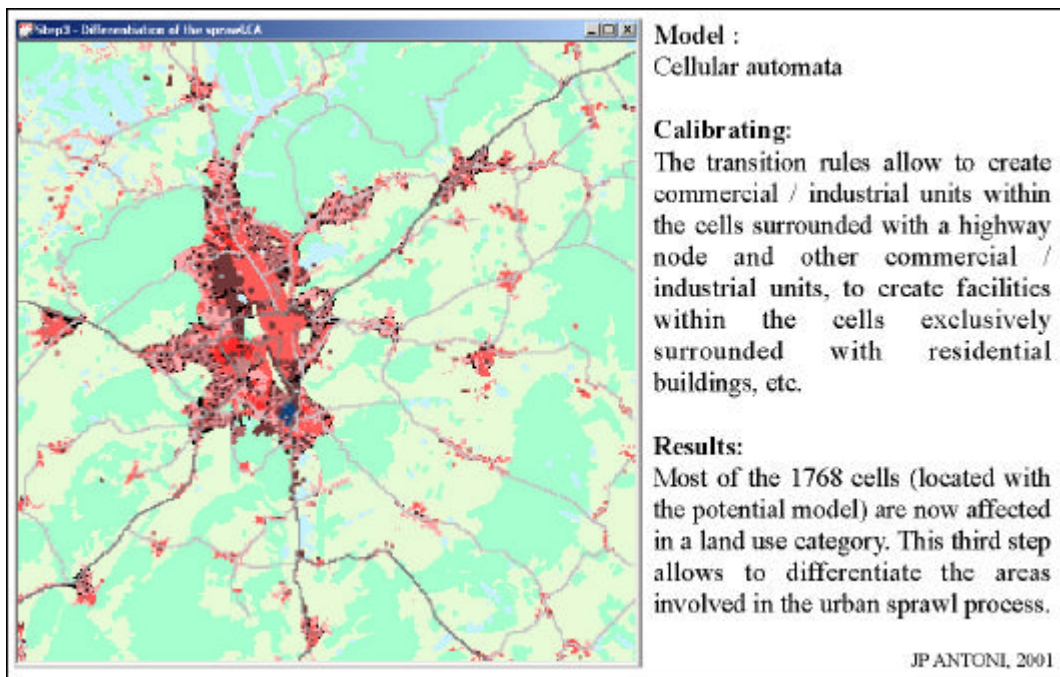 Step3 - Differentiation of the sprawl.CA
Model :
Cellular automata
Calibrating:
The transition rules allow to create
commercial / industrial units within
the cells surrounded with a highway
node and other commercial /
industrial units, to create facilities
within the cells exclusively
surrounded with residential
buildings, etc.
Results:
Most of the 1768 cells (located with
the potential model) are now affected
in a land use category. This third step
allows to differentiate the areas
involved in the urban sprawl process.
JP ANTONI, 2001